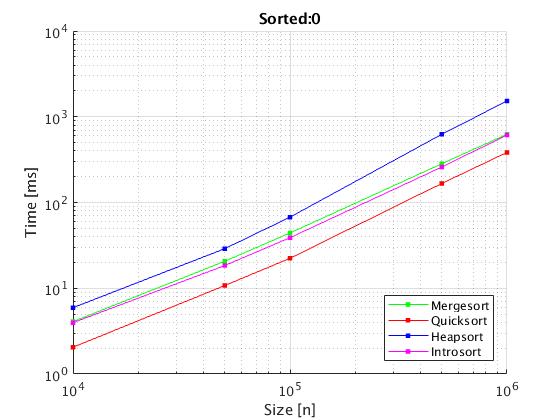 Sorted:0
10^4
10^3
10^2
10^1
10^0
Time [ms]
10^4
10^5
10^6
Size [n]
Mergesort
Quicksort
Heapsort
Introsort